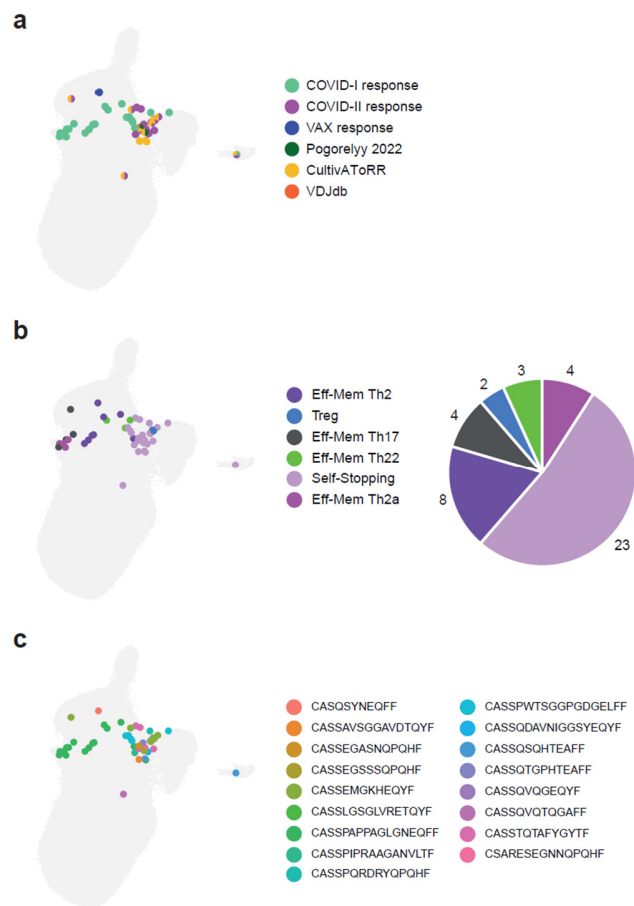 a
COVID-I response
COVID-II response
VAX response
Pogorelyy 2022
CultivAToRR
VDJdb
b
Eff-Mem Th2
Treg
Eff-Mem Th17
Eff-Mem Th22
Self-Stopping
Eff-Mem Th2a
4
3
2
4
8
23
c
CASQSYNEQFF
CASSAVSGGAVDTQYF
CASSEGASNQPQHF
CASSEGSSSQPQHF
CASSEMGKHEQYF
CASSLGSGLVRETQYF
CASSPAPPAGLGNEQFF
CASSPIPRAAGANVLTF
CASSPQRDRYQPQHF
CASSPWTSGGPGDGELFF
CASSQDAVNIGGSYEQYF
CASSQSQHTEAFF
CASSQTGPHTEAFF
CASSQVQGEQYF
CASSQVQTQGAFF
CASSTQTAFYGYTF
CSARESEGNNQPQHF